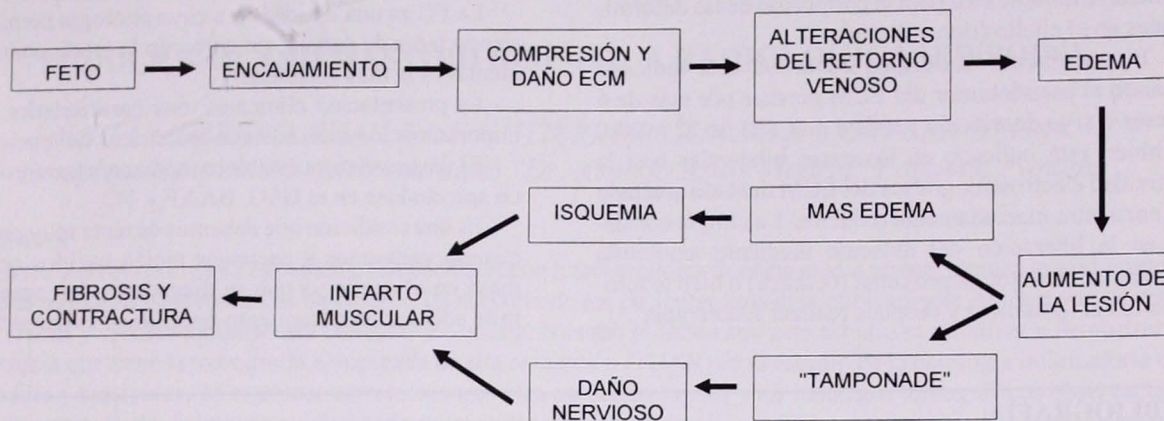 FETO
ENCAJAMIENTO
COMPRESIÓN Y
DAÑO ECM
ALTERACIONES
DEL RETORNO
VENOSO
EDEMA
ISQUEMIA
MAS EDEMA
FIBROSIS Y
CONTRACTURA
INFARTO
MUSCULAR
AUMENTO DE
LA LESIÓN
DAÑO
NERVIOSO
"TAMPONADE"